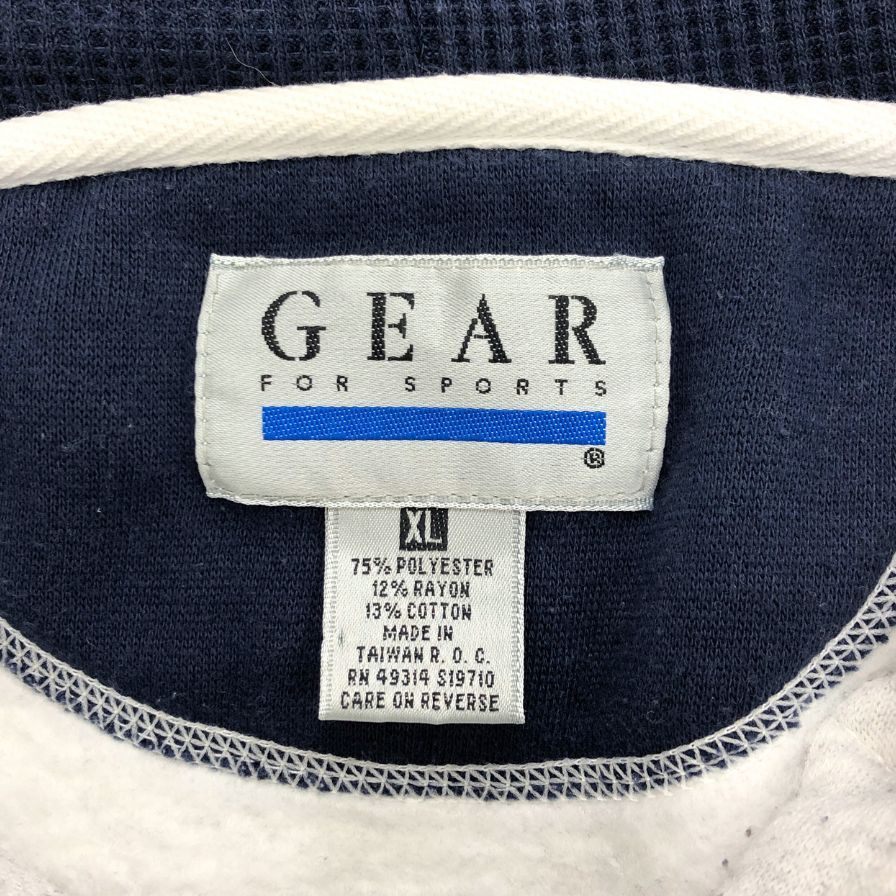 GEAR
FOR SPORTS
®
XL
75% POLYESTER
12% RAYON
13% COTTON
MADE IN
TAIWAN R.O.C.
RN 49314 S19710
CARE ON REVERSE